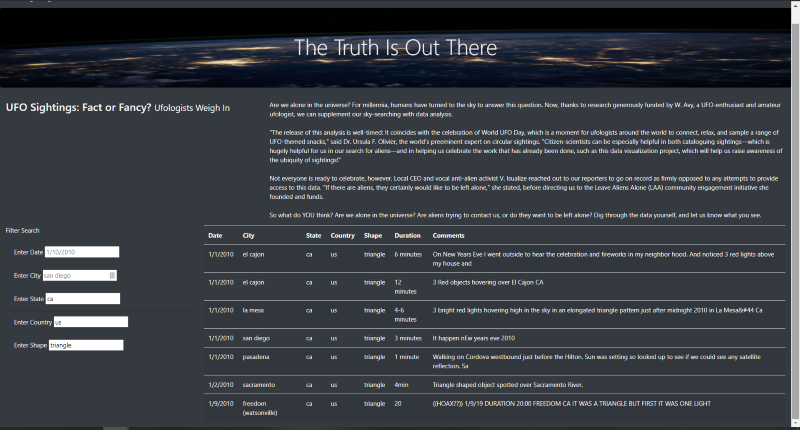 The Truth Is Out There
UFO Sightings: Fact or Fancy? Ufologists Weigh In
Are we alone in the universe? For millennia, humans have turned to the sky to answer this question. Now, thanks to research generously funded by W. Avy, a UFO-enthusiast and amateur
ufologist, we can supplement our sky-searching with data analysis.
"The release of this analysis is well-timed: It coincides with the celebration of World UFO Day, which is a moment for ufologists around the world to connect, relax, and sample a range of
UFO-themed snacks," said Dr. Ursula F. Olivier, the world's preeminent expert on circular sightings. "Citizen-scientists can be especially helpful in both cataloguing sightings—which is
hugely helpful for us in our search for aliens—and in helping us celebrate the work that has already been done, such as this data visualization project, which will help us raise awareness of
the ubiquity of sightings!"
Not everyone is ready to celebrate, however. Local CEO and vocal anti-alien activist V. Isualize reached out to our reporters to go on record as firmly opposed to any attempts to provide
access to this data. "If there are aliens, they certainly would like to be left alone," she stated, before directing us to the Leave Aliens Alone (LAA) community engagement initiative she
founded and funds.
So what do YOU think? Are we alone in the universe? Are aliens trying to contact us, or do they want to be left alone? Dig through the data yourself, and let us know what you see.
Filter Search
Enter Date 1/10/2010
Enter City san diego
Enter State ca
Enter Country us
Enter Shape triangle
Date City State Country Shape Duration Comments
1/1/2010 el cajon ca us triangle 6 minutes On New Years Eve I went outside to hear the celebration and fireworks in my neighbor hood. And noticed 3 red lights above
my house and
1/1/2010 el cajon ca us triangle 12 3 Red objects hovering over El Cajon CA
minutes
1/1/2010 la mesa ca us triangle 4-6 3 bright red lights hovering high in the sky in an elongated triangle pattern just after midnight 2010 in La Mesa&#44 Ca
minutes
1/1/2010 san diego ca us triangle 3 minutes It happen nEw years eve 2010
1/1/2010 pasadena ca us triangle 1 minute Walking on Cordova westbound just before the Hilton. Sun was setting so looked up to see if we could see any satellite
reflection. Sa
1/2/2010 sacramento ca us triangle 4min Triangle shaped object spotted over Sacramento River.
1/9/2010 freedom ca us triangle 20 ((HOAX??)) 1/9/19 DURATION 20:00 FREEDOM CA IT WAS A TRIANGLE BUT FIRST IT WAS ONE LIGHT
(watsonville)